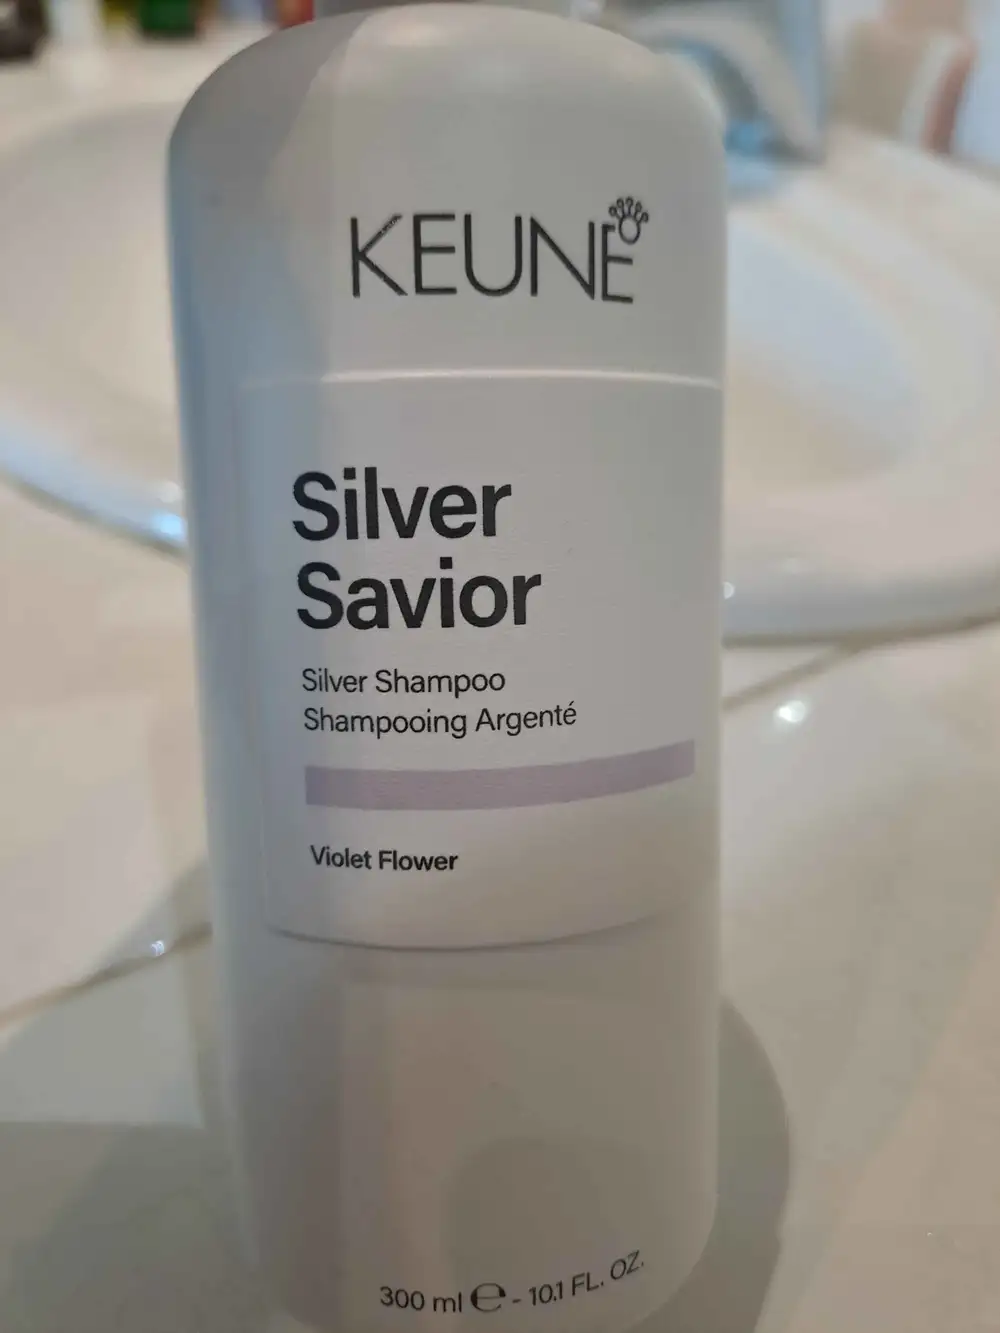 KEUNE
Silver
Savior
Silver Shampoo
Shampooing Argenté
Violet Flower
300 ml ℮ - 10.1 FL. OZ.